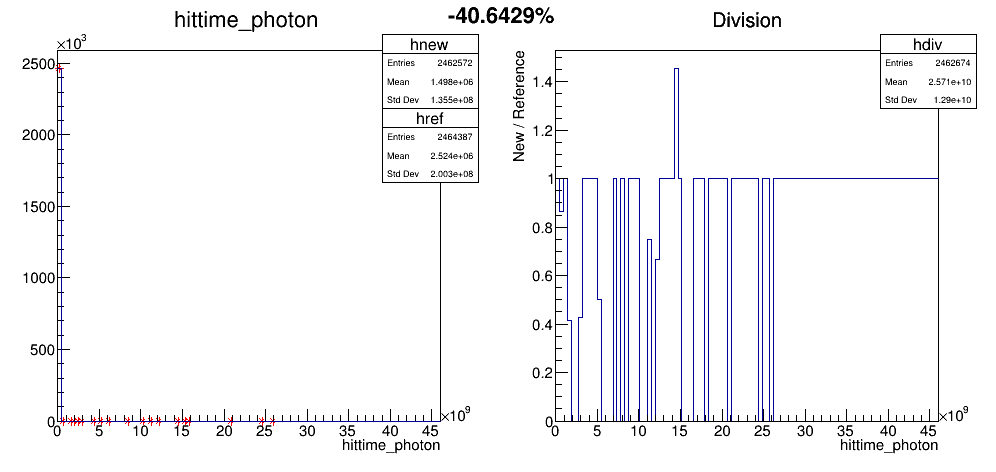 -40.6429%
hittime_photon
×10³
hnew
Entries 2462572
Mean 1.498e+06
Std Dev 1.355e+08
href
Entries 2464387
Mean 2.524e+06
Std Dev 2.003e+08
2500
2000
1500
1000
500
0
0 5 10 15 20 25 30 35 40 45
×10⁹
hittime_photon
Division
hdiv
Entries 2462674
Mean 2.571e+10
Std Dev 1.29e+10
New / Reference
1.4
1.2
1
0.8
0.6
0.4
0.2
0
0 5 10 15 20 25 30 35 40 45
×10⁹
hittime_photon